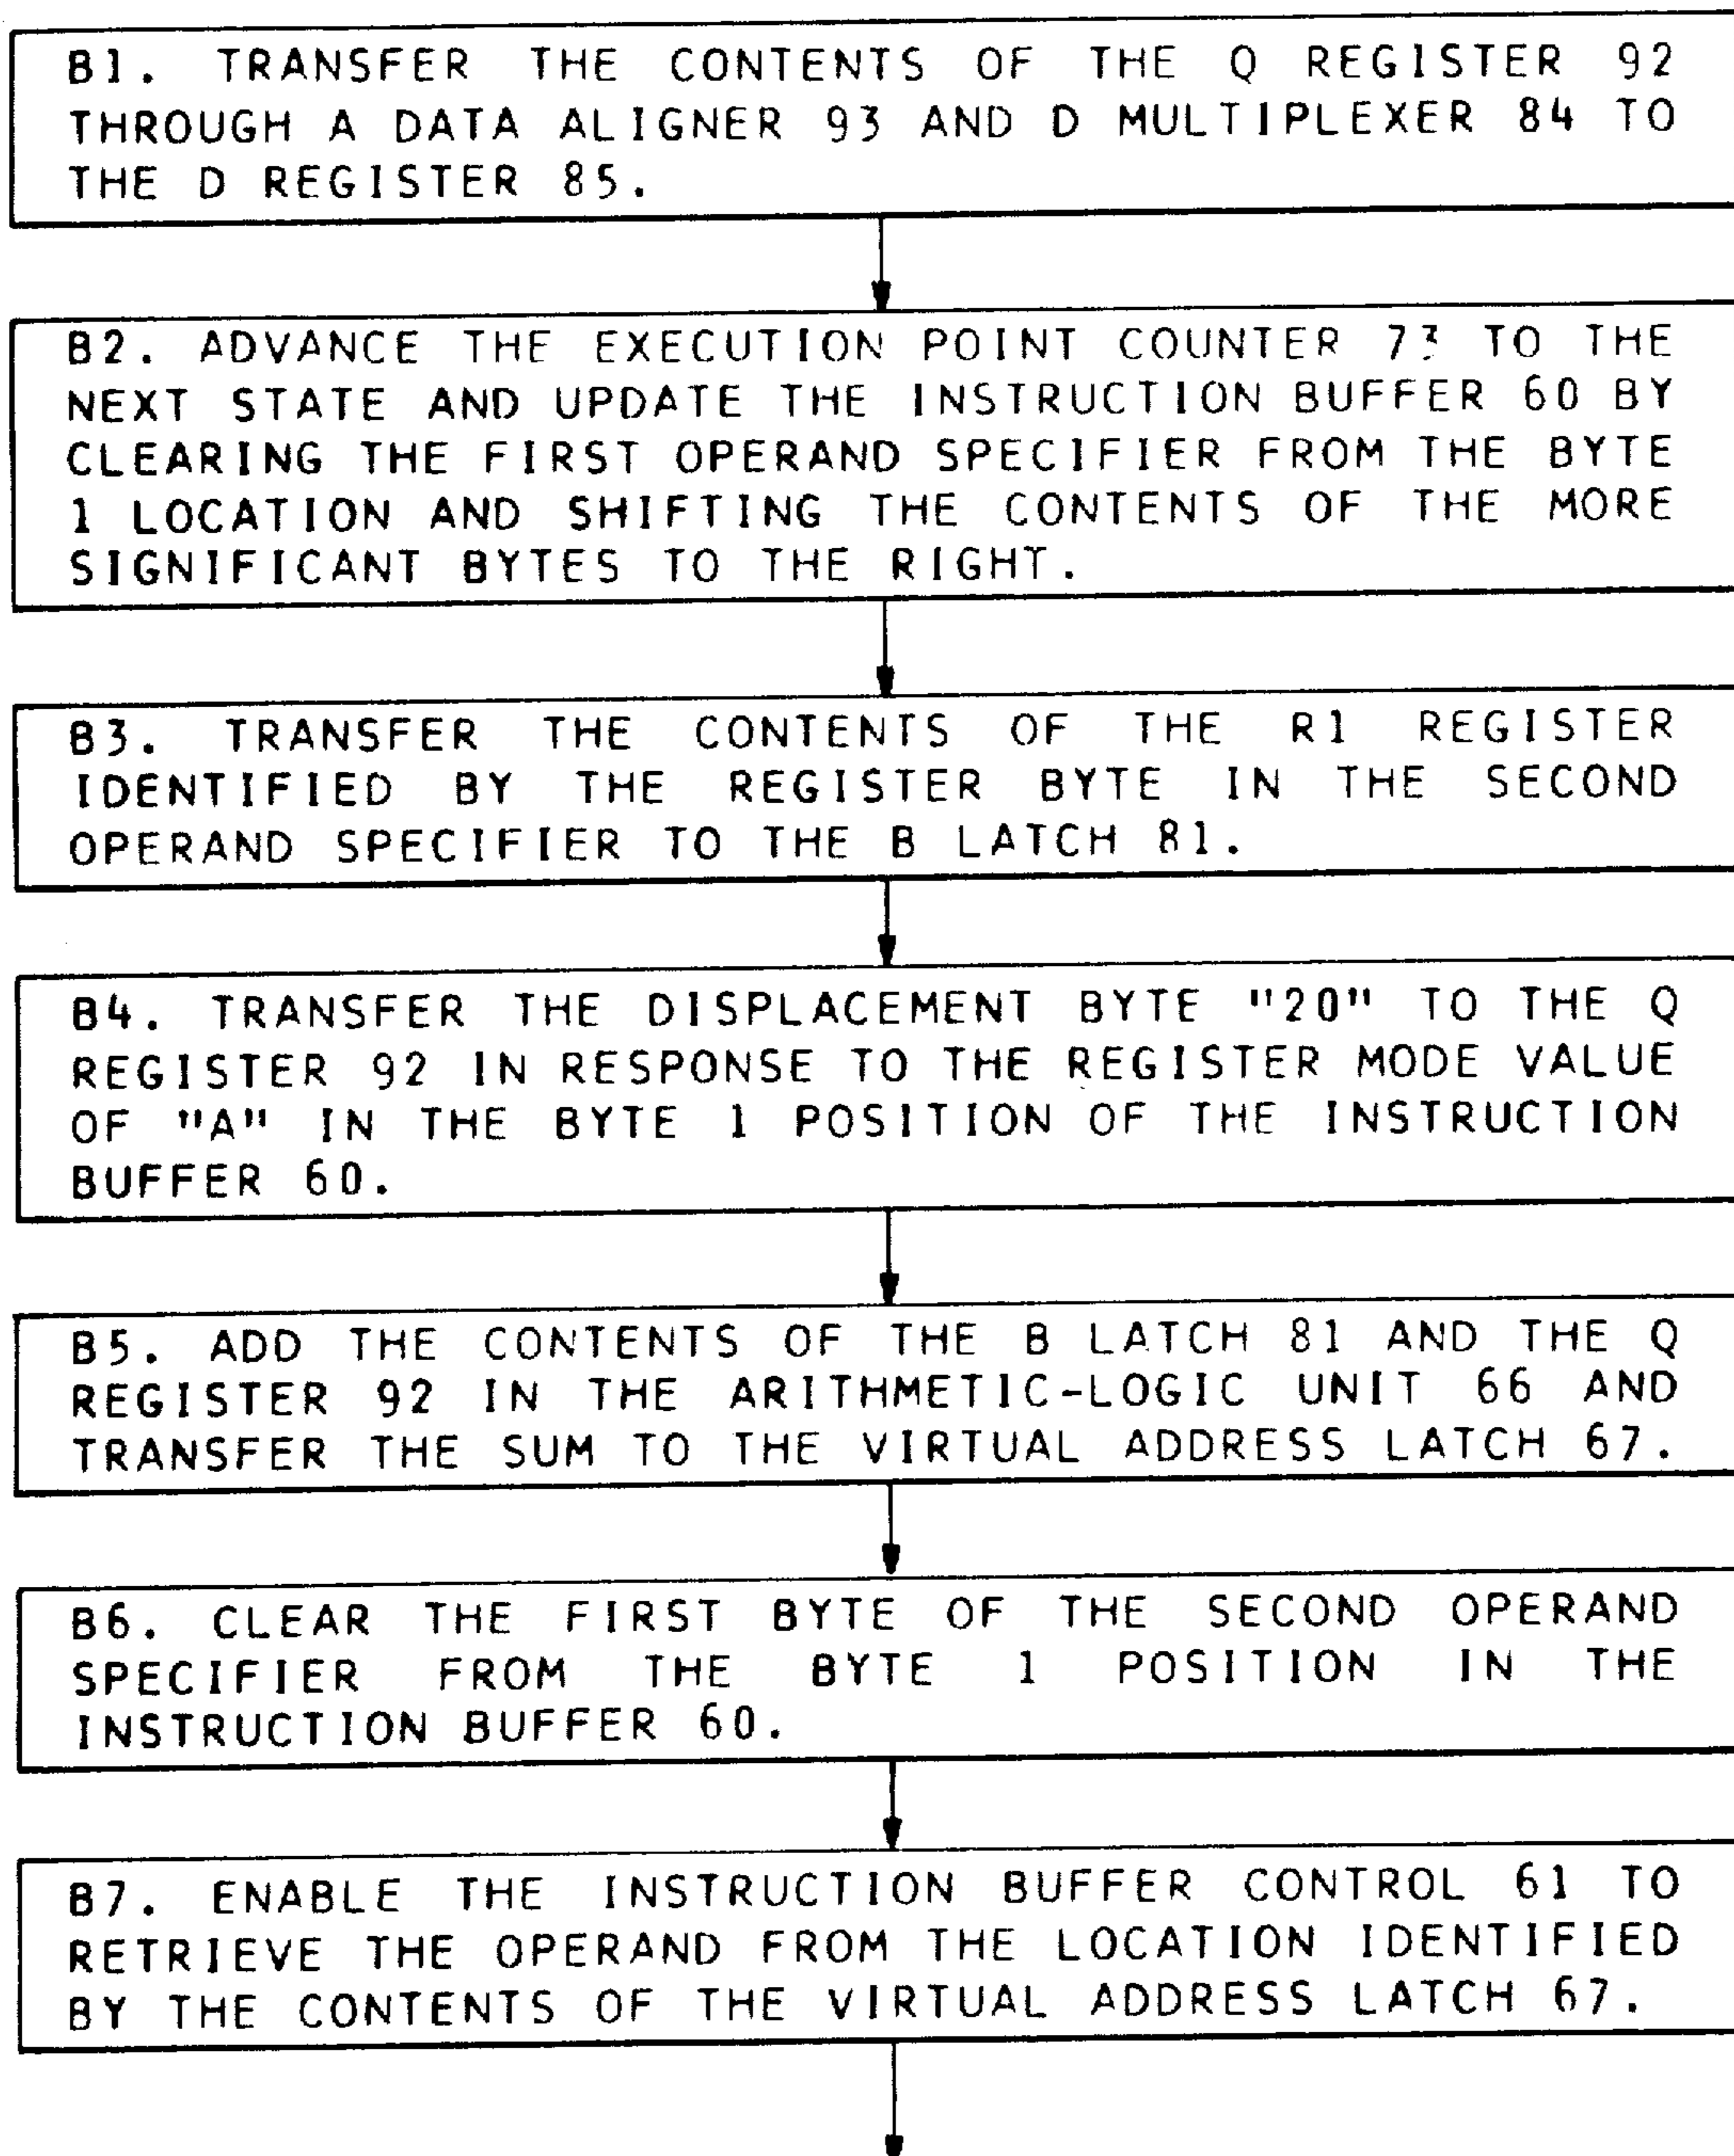 B1. TRANSFER THE CONTENTS OF THE Q REGISTER 92
THROUGH A DATA ALIGNER 93 AND D MULTIPLEXER 84 TO
THE D REGISTER 85.
B2. ADVANCE THE EXECUTION POINT COUNTER 73 TO THE
NEXT STATE AND UPDATE THE INSTRUCTION BUFFER 60 BY
CLEARING THE FIRST OPERAND SPECIFIER FROM THE BYTE
1 LOCATION AND SHIFTING THE CONTENTS OF THE MORE
SIGNIFICANT BYTES TO THE RIGHT.
B3. TRANSFER THE CONTENTS OF THE R1 REGISTER
IDENTIFIED BY THE REGISTER BYTE IN THE SECOND
OPERAND SPECIFIER TO THE B LATCH 81.
B4. TRANSFER THE DISPLACEMENT BYTE "20" TO THE Q
REGISTER 92 IN RESPONSE TO THE REGISTER MODE VALUE
OF "A" IN THE BYTE 1 POSITION OF THE INSTRUCTION
BUFFER 60.
B5. ADD THE CONTENTS OF THE B LATCH 81 AND THE Q
REGISTER 92 IN THE ARITHMETIC-LOGIC UNIT 66 AND
TRANSFER THE SUM TO THE VIRTUAL ADDRESS LATCH 67.
B6. CLEAR THE FIRST BYTE OF THE SECOND OPERAND
SPECIFIER FROM THE BYTE 1 POSITION IN THE
INSTRUCTION BUFFER 60.
B7. ENABLE THE INSTRUCTION BUFFER CONTROL 61 TO
RETRIEVE THE OPERAND FROM THE LOCATION IDENTIFIED
BY THE CONTENTS OF THE VIRTUAL ADDRESS LATCH 67.